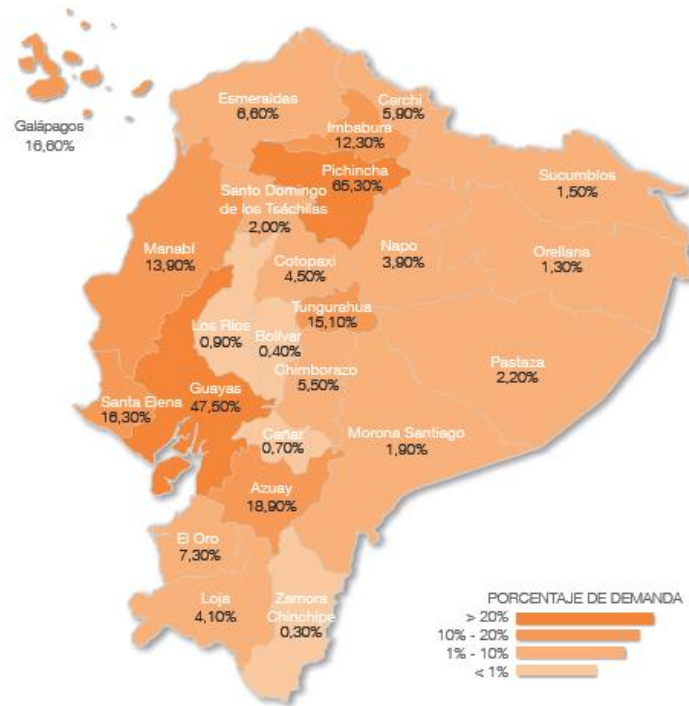 Esmeraldas
6,60%
Carchi
5,90%
Galápagos
16,60%
Imbabura
12,30%
Pichincha
65,30%
Sucumbíos
1,50%
Santo Domingo
de los Tsáchilas
2,00%
Manabí
13,90%
Cotopaxi
4,50%
Napo
3,90%
Orellana
1,30%
Tungurahua
15,10%
Los Ríos
0,90%
Bolívar
0,40%
Chimborazo
5,50%
Pastaza
2,20%
Santa Elena
16,30%
Guayas
47,50%
Cañar
0,70%
Morona Santiago
1,90%
Azuay
18,90%
El Oro
7,30%
Loja
4,10%
Zamora
Chinchipe
0,30%
PORCENTAJE DE DEMANDA
> 20%
10% - 20%
1% - 10%
< 1%